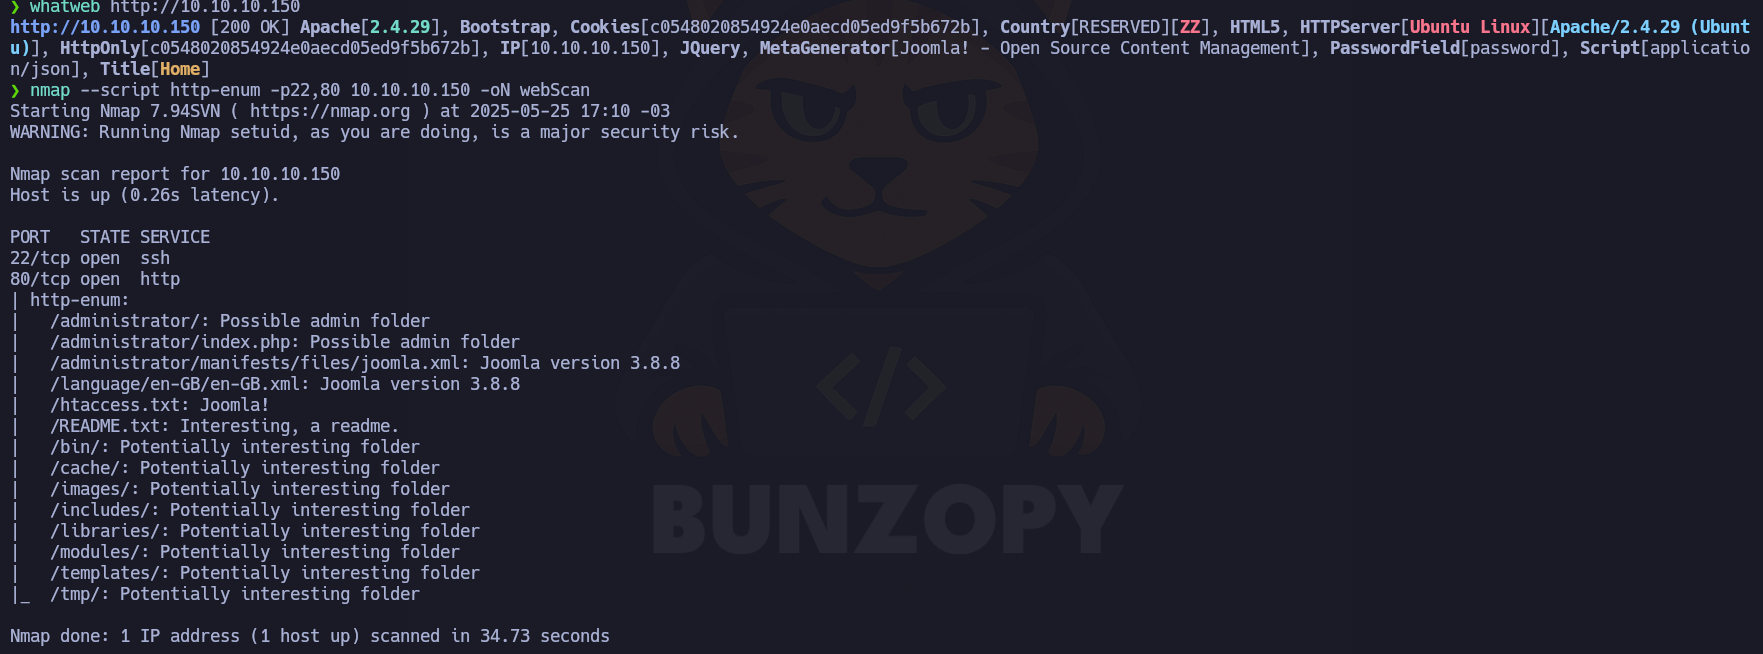 ❯ whatweb http://10.10.10.150
http://10.10.10.150 [200 OK] Apache[2.4.29], Bootstrap, Cookies[c0548020854924e0aecd05ed9f5b672b], Country[RESERVED][ZZ], HTML5, HTTPServer[Ubuntu Linux][Apache/2.4.29 (Ubunt
u)], HttpOnly[c0548020854924e0aecd05ed9f5b672b], IP[10.10.10.150], JQuery, MetaGenerator[Joomla! - Open Source Content Management], PasswordField[password], Script[applicatio
n/json], Title[Home]
❯ nmap --script http-enum -p22,80 10.10.10.150 -oN webScan
Starting Nmap 7.94SVN ( https://nmap.org ) at 2025-05-25 17:10 -03
WARNING: Running Nmap setuid, as you are doing, is a major security risk.
Nmap scan report for 10.10.10.150
Host is up (0.26s latency).
PORT   STATE SERVICE
22/tcp open  ssh
80/tcp open  http
| http-enum:
|   /administrator/: Possible admin folder
|   /administrator/index.php: Possible admin folder
|   /administrator/manifests/files/joomla.xml: Joomla version 3.8.8
|   /language/en-GB/en-GB.xml: Joomla version 3.8.8
|   /htaccess.txt: Joomla!
|   /README.txt: Interesting, a readme.
|   /bin/: Potentially interesting folder
|   /cache/: Potentially interesting folder
|   /images/: Potentially interesting folder
|   /includes/: Potentially interesting folder
|   /libraries/: Potentially interesting folder
|   /modules/: Potentially interesting folder
|   /templates/: Potentially interesting folder
|_  /tmp/: Potentially interesting folder
Nmap done: 1 IP address (1 host up) scanned in 34.73 seconds
</>
BUNZOPY